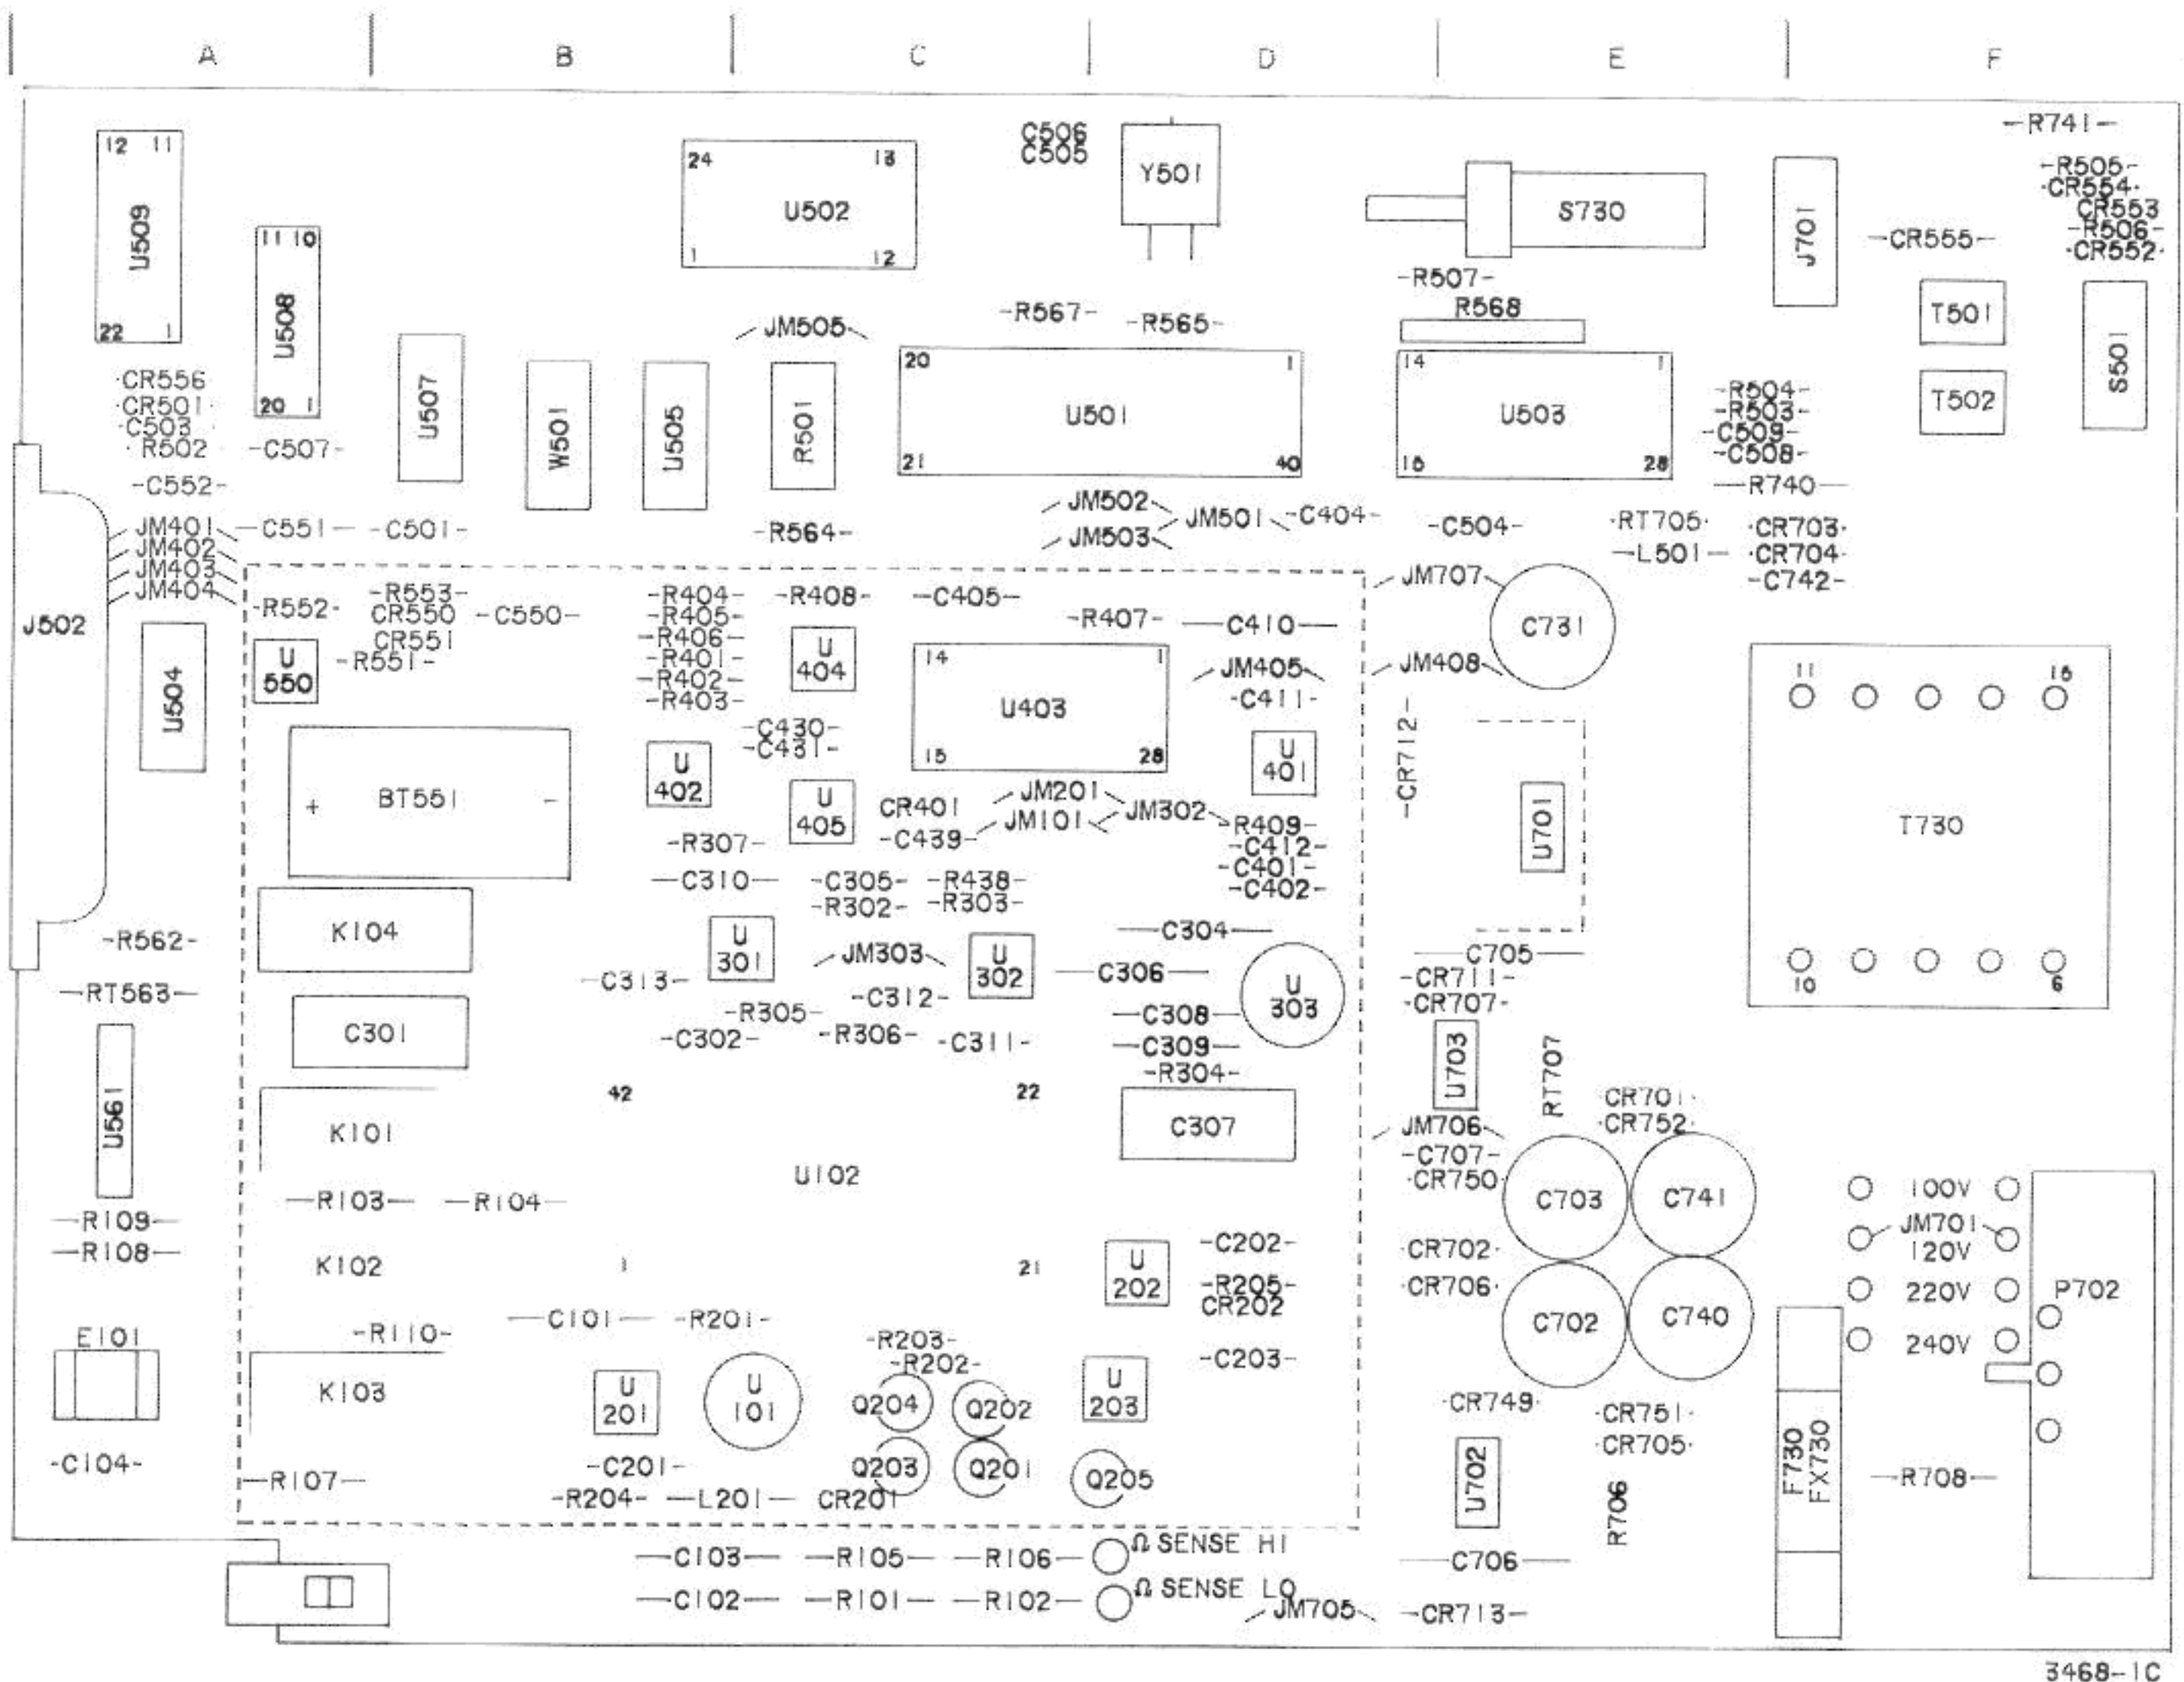 A B C D E F
R741
12 11
C506
C505
24 13
Y501
R505
CR554
CR553
R506
CR552
U509
U502
S730
J701
CR555
11 10
1 12
R507
22 1
U508
R567
R565
R568
T501
JM505
S501
20 1
14 1
CR556
CR501
C503
R502
20 1
C507
U507
W501
U505
R501
U501
U503
R504
R503
C509
C508
T502
21 40
15 28
C552
R740
JM401
JM402
JM403
JM404
C551
C501
R564
JM502
JM503
JM501
C404
C504
RT705
L501
CR703
CR704
C742
J502
R552
R553
CR550
CR551
R551
C550
R404
R405
R406
R401
R402
R403
R408
C405
R407
C410
JM707
C731
U504
U
550
U
404
14 1
U403
15 28
JM405
C411
JM408
11 15
C430
C431
U
402
U
401
CR712
+ BT551 -
U
405
CR401
C439
JM201
JM101
JM302
R409
C412
C401
C402
U701
T730
R307
C310
C305
R302
R438
R303
K104
R562
U
301
JM303
U
302
C304
C306
U
303
C705
CR711
CR707
10 6
RT563
C313
C312
C301
R305
C302
R306
C311
C308
C309
R304
U703
RT707
U561
42 22
K101
C307
CR701
CR752
JM706
C707
CR750
U102
R103
R104
C703
C741
100V
JM701
120V
220V
240V
P702
R109
R108
K102
1 21
U
202
C202
R205
CR202
CR702
CR706
C702
C740
E101
R110
C101
R201
R203
R202
C203
K103
U
201
U
101
Q204
Q202
U
203
CR749
CR751
CR705
F730
FX730
C104
R107
C201
R204
L201
Q203
Q201
CR201
Q205
U702
R706
R708
C103
R105
R106
Ω SENSE HI
C706
C102
R101
R102
Ω SENSE LO
JM705
CR713
3468-1C